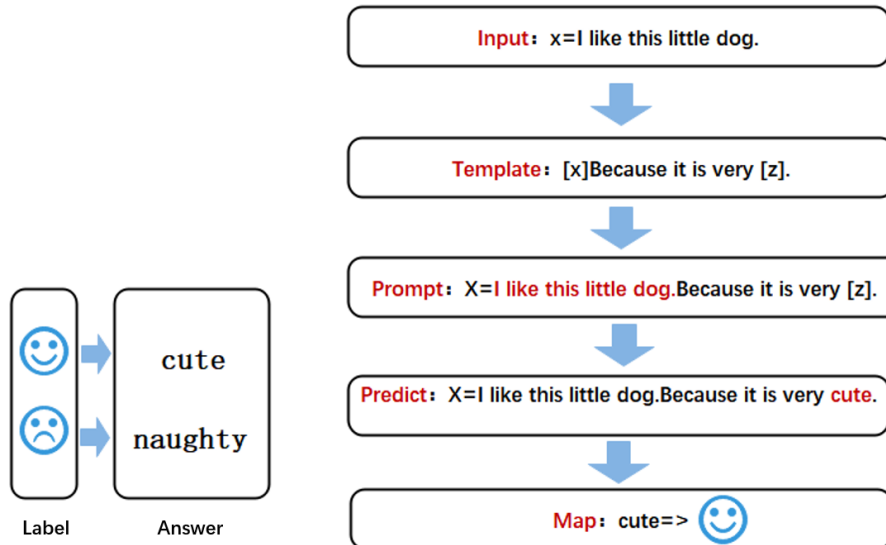 Input：x=I like this little dog.
Template：[x]Because it is very [z].
Prompt：X=I like this little dog.Because it is very [z].
Predict：X=I like this little dog.Because it is very cute.
Map：cute=>
cute
naughty
Label
Answer